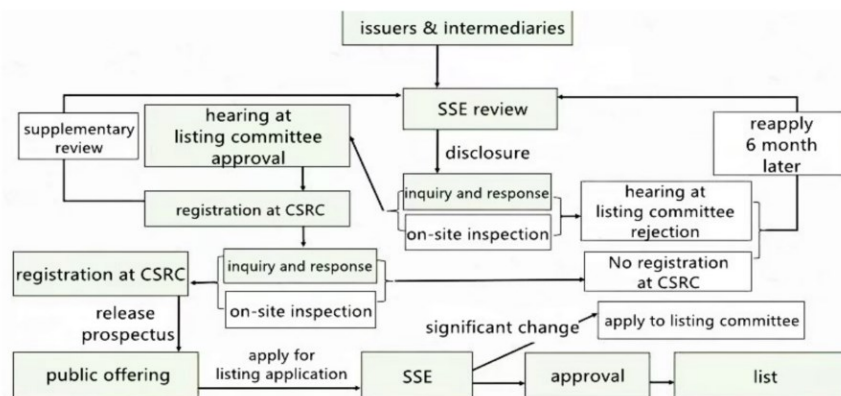 issuers & intermediaries
SSE review
hearing at
listing committee
approval
supplementary
review
reapply
6 month
later
disclosure
inquiry and response
on-site inspection
hearing at
listing committee
rejection
registration at CSRC
No registration
at CSRC
inquiry and response
on-site inspection
registration at CSRC
release
prospectus
significant change
apply to listing committee
public offering
apply for
listing application
SSE
approval
list